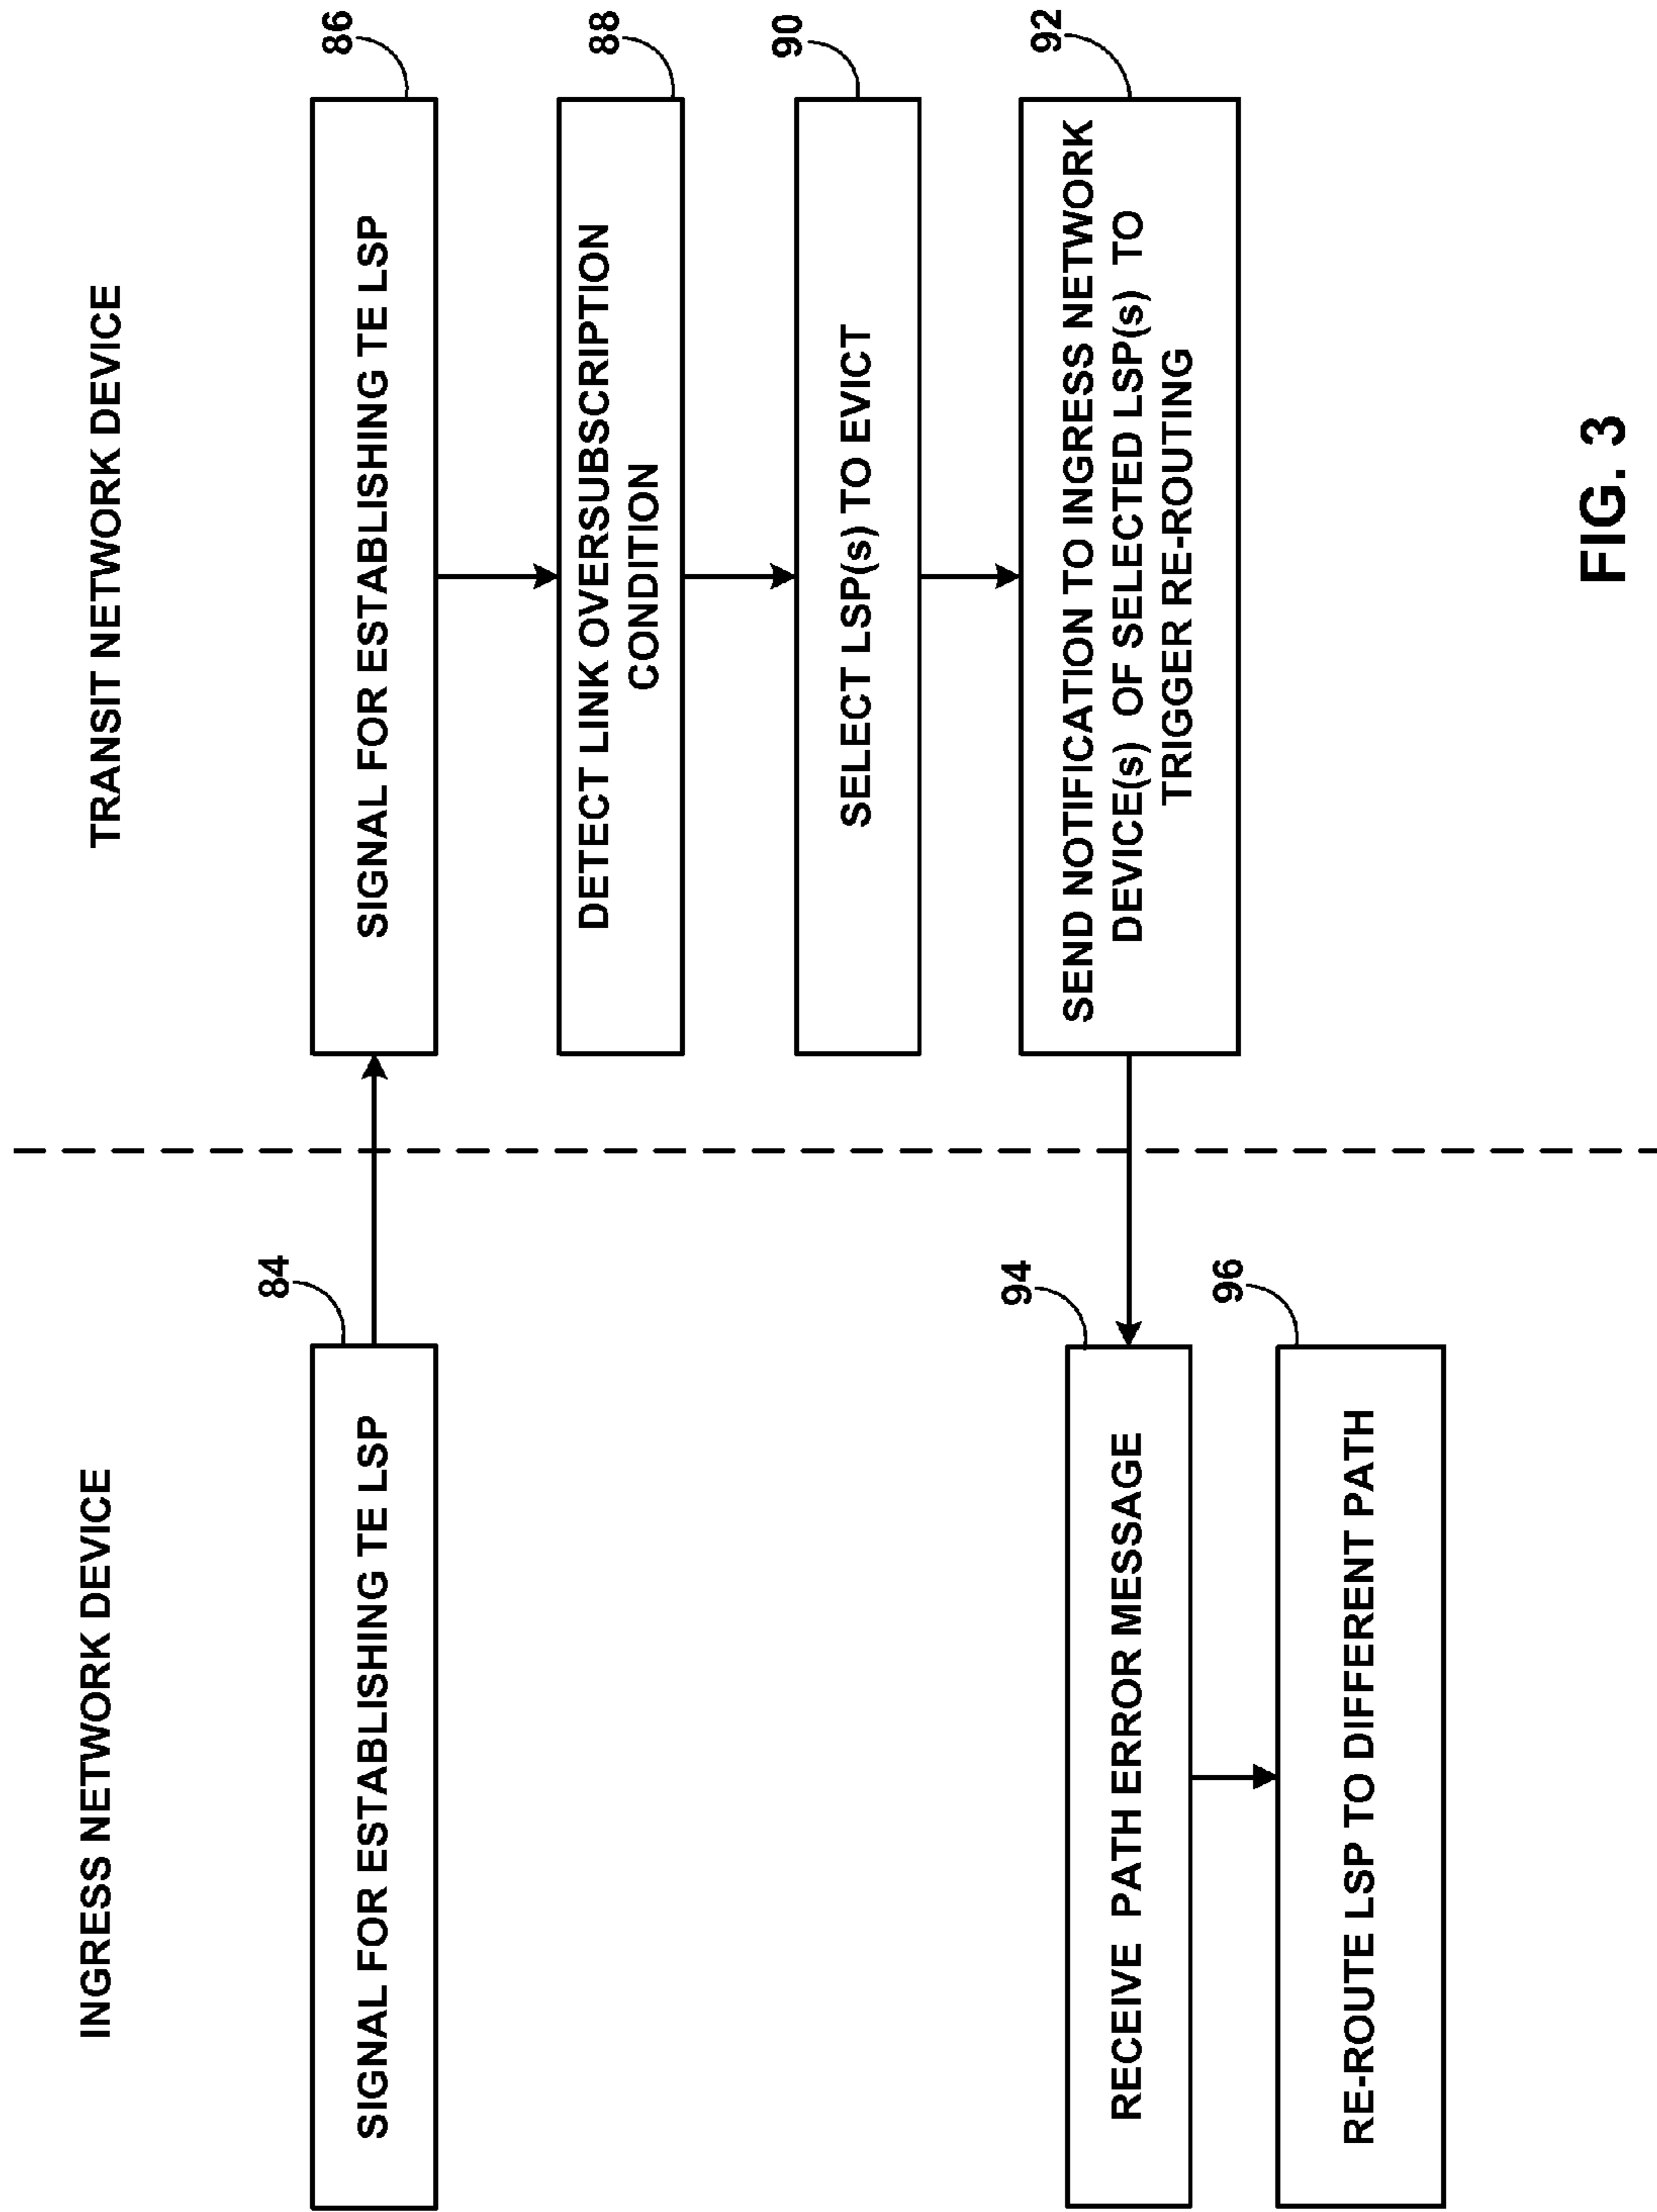 INGRESS NETWORK DEVICE
TRANSIT NETWORK DEVICE
84
SIGNAL FOR ESTABLISHING TE LSP
86
SIGNAL FOR ESTABLISHING TE LSP
88
DETECT LINK OVERSUBSCRIPTION
CONDITION
90
SELECT LSP(s) TO EVICT
92
SEND NOTIFICATION TO INGRESS NETWORK
DEVICE(s) OF SELECTED LSP(s) TO
TRIGGER RE-ROUTING
94
RECEIVE PATH ERROR MESSAGE
96
RE-ROUTE LSP TO DIFFERENT PATH
FIG. 3